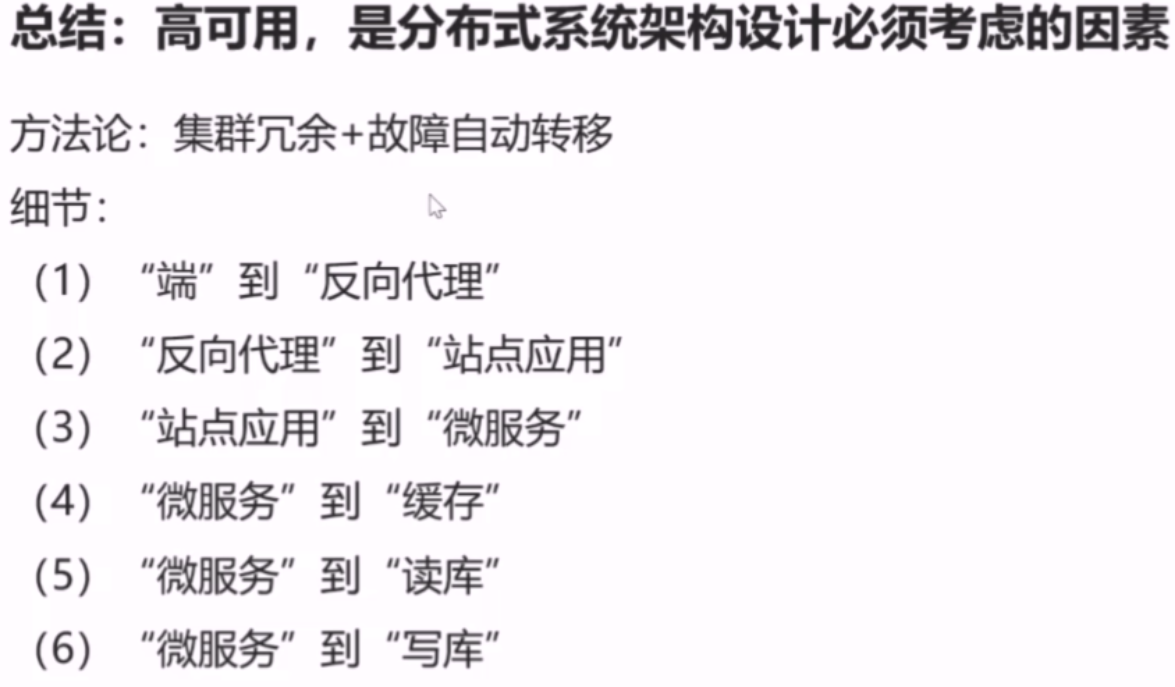 总结：高可用，是分布式系统架构设计必须考虑的因素
方法论：集群冗余+故障自动转移
细节：
（1） “端”到“反向代理”
（2） “反向代理”到“站点应用”
（3） “站点应用”到“微服务”
（4） “微服务”到“缓存”
（5） “微服务”到“读库”
（6） “微服务”到“写库”